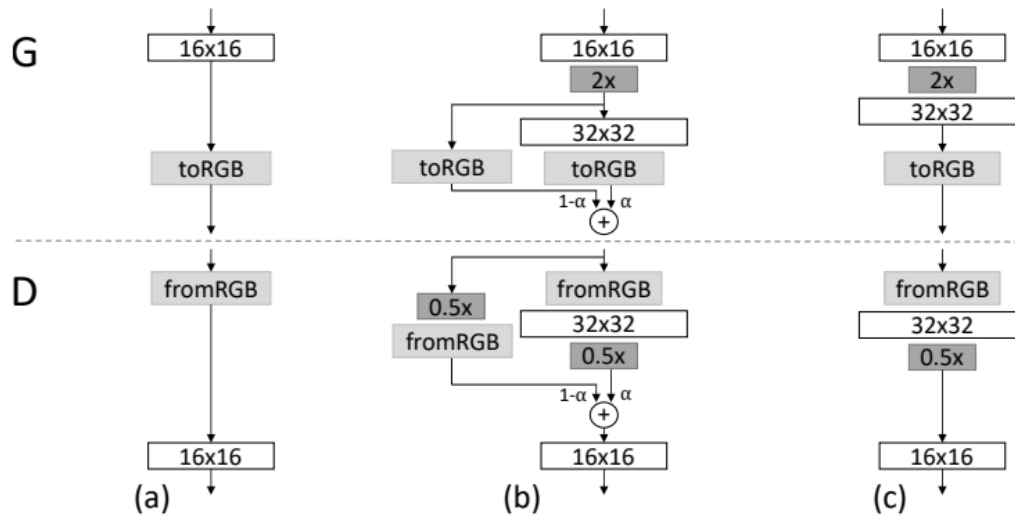 G
16x16
toRGB
16x16
2x
32x32
toRGB
toRGB
1-α
α
+
16x16
2x
32x32
toRGB
D
fromRGB
16x16
(a)
fromRGB
0.5x
32x32
fromRGB
0.5x
1-α
α
+
16x16
(b)
fromRGB
32x32
0.5x
16x16
(c)